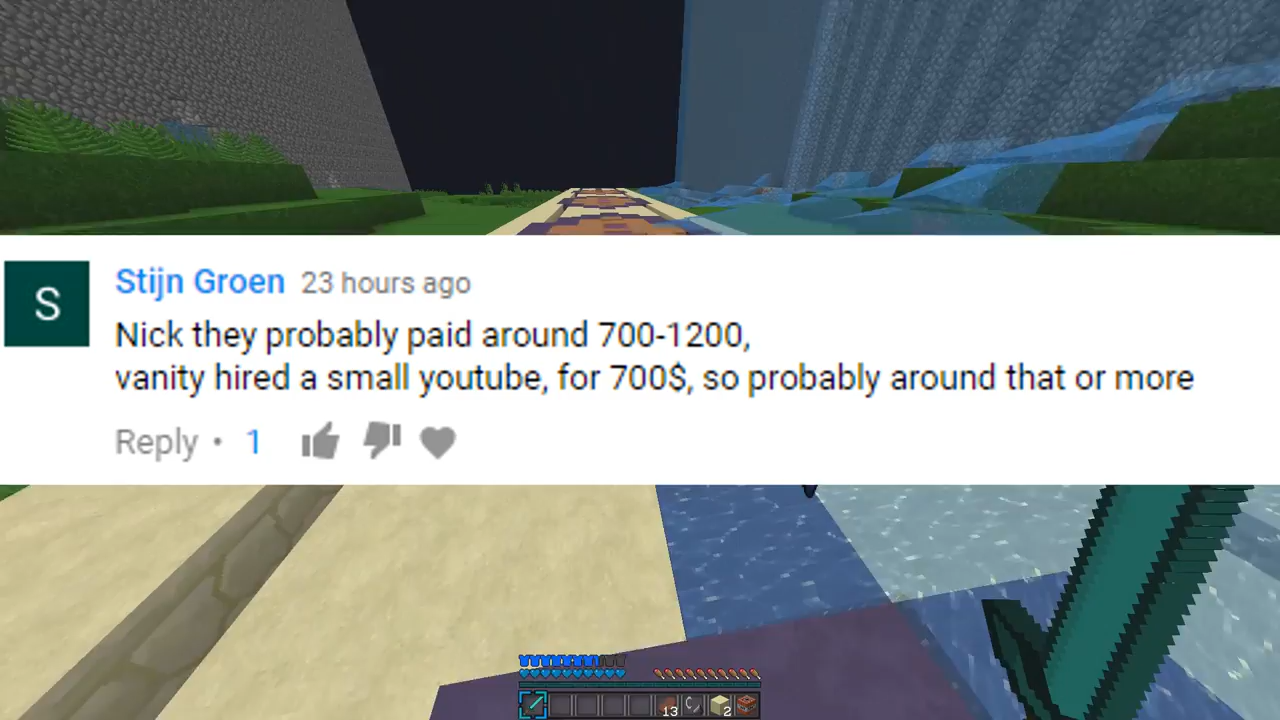 S
Stijn Groen 23 hours ago
Nick they probably paid around 700-1200,
vanity hired a small youtube, for 700$, so probably around that or more
Reply • 1
13 2